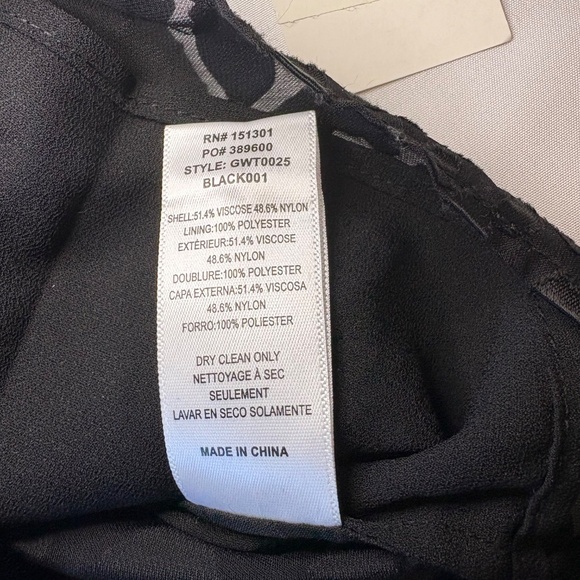 RN# 151301
PO# 389600
STYLE: GWT0025
BLACK001
SHELL:51.4% VISCOSE 48.6% NYLON
LINING:100% POLYESTER
EXTÉRIEUR:51.4% VISCOSE
48.6% NYLON
DOUBLURE:100% POLYESTER
CAPA EXTERNA:51.4% VISCOSA
48.6% NYLON
FORRO:100% POLIESTER
DRY CLEAN ONLY
NETTOYAGE À SEC
SEULEMENT
LAVAR EN SECO SOLAMENTE
MADE IN CHINA